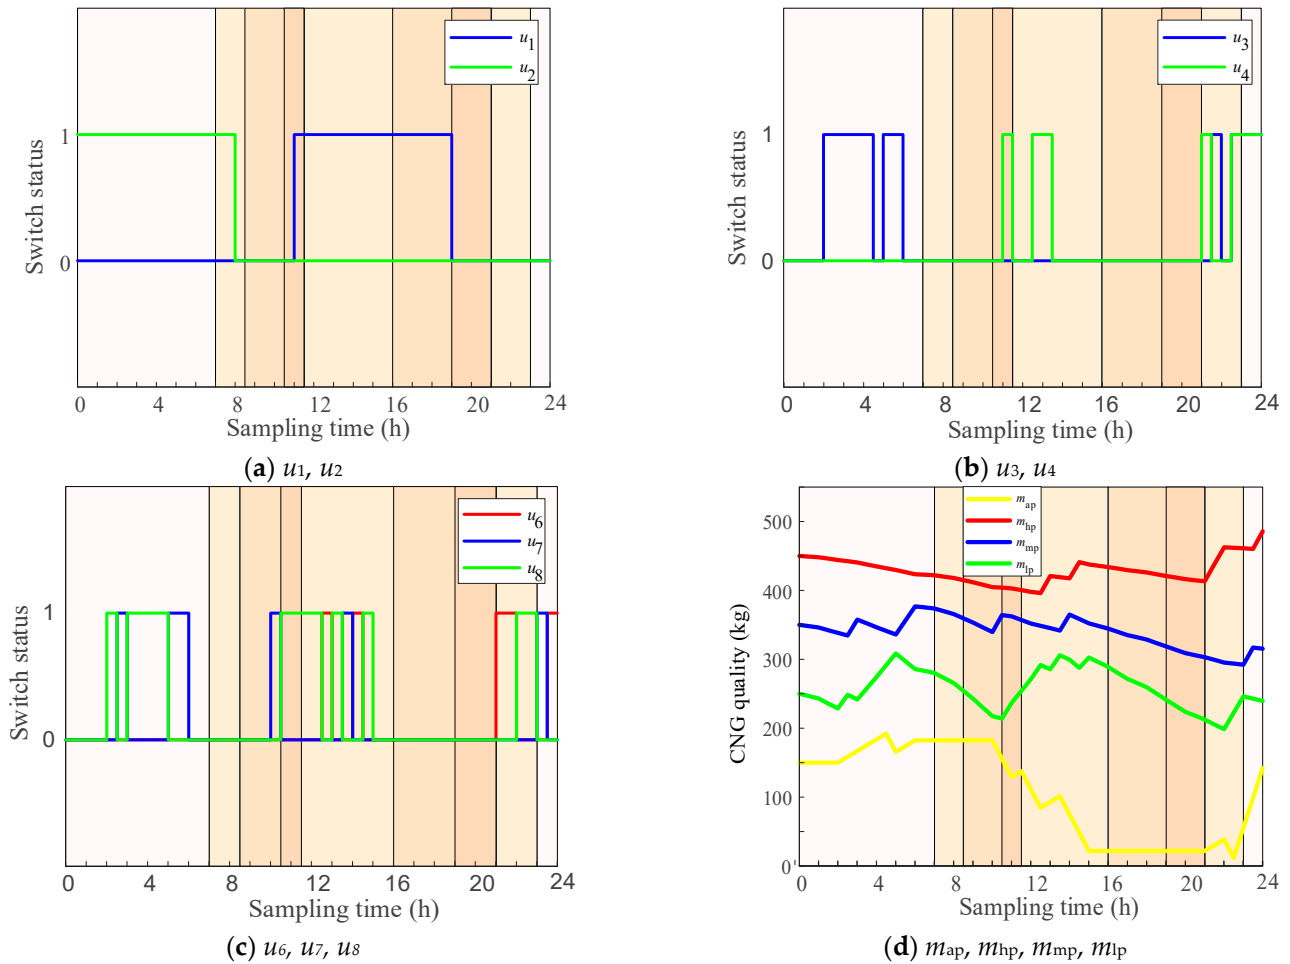 u1
u2
1
0
Switch status
0 4 8 12 16 20 24
Sampling time (h)
(a) u1, u2
u3
u4
1
0
Switch status
0 4 8 12 16 20 24
Sampling time (h)
(b) u3, u4
u6
u7
u8
1
0
Switch status
0 4 8 12 16 20 24
Sampling time (h)
(c) u6, u7, u8
map
mhp
mmp
mlp
500
400
300
200
100
0
CNG quality (kg)
0 4 8 12 16 20 24
Sampling time (h)
(d) map, mhp, mmp, mlp